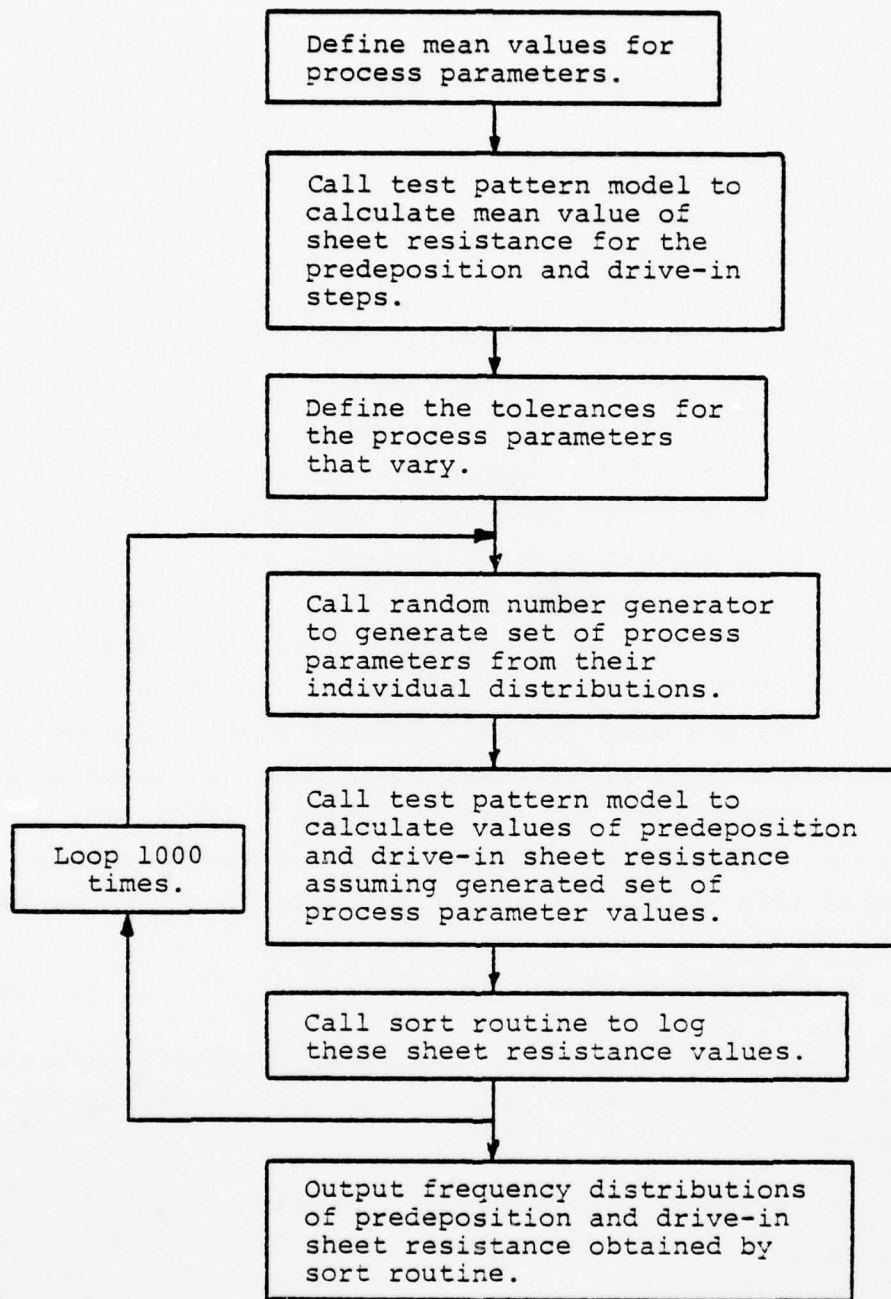 Define mean values for
process parameters.
Call test pattern model to
calculate mean value of
sheet resistance for the
predeposition and drive-in
steps.
Define the tolerances for
the process parameters
that vary.
Call random number generator
to generate set of process
parameters from their
individual distributions.
Call test pattern model to
calculate values of predeposition
and drive-in sheet resistance
assuming generated set of
process parameter values.
Loop 1000
times.
Call sort routine to log
these sheet resistance values.
Output frequency distributions
of predeposition and drive-in
sheet resistance obtained by
sort routine.